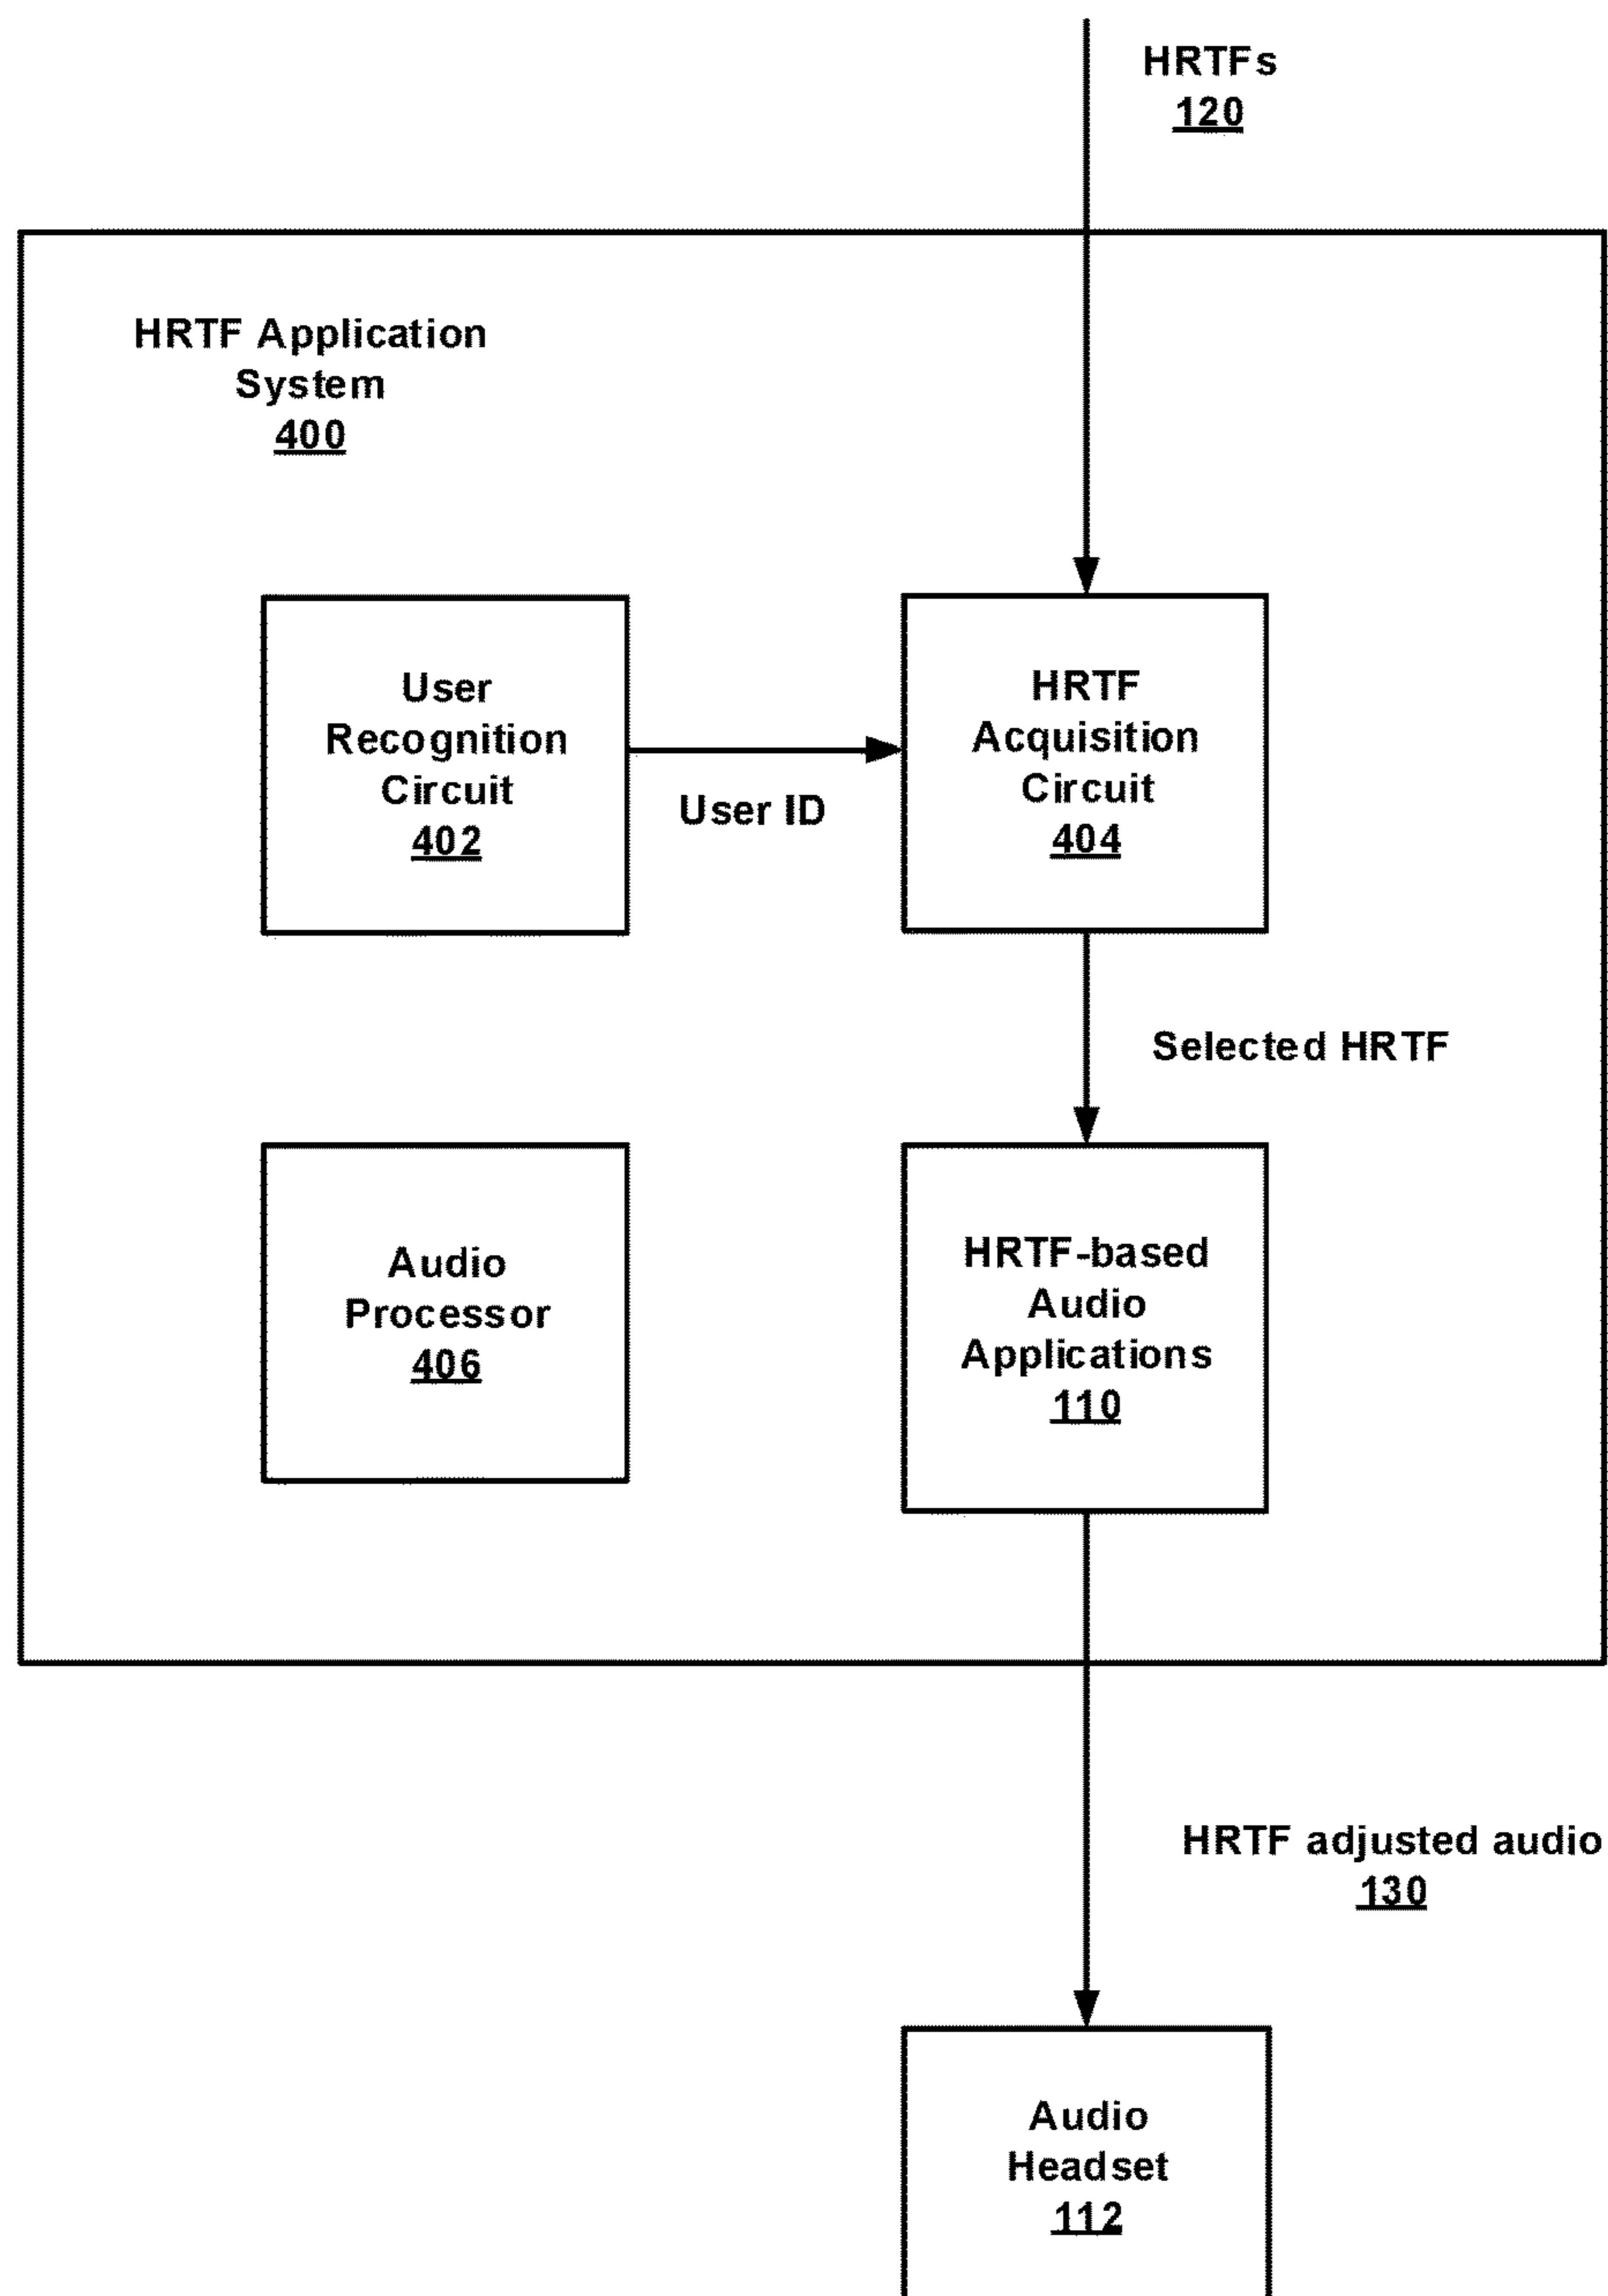 HRTFs
120
HRTF Application
System
400
User
Recognition
Circuit
402
User ID
HRTF
Acquisition
Circuit
404
Selected HRTF
Audio
Processor
406
HRTF-based
Audio
Applications
110
HRTF adjusted audio
130
Audio
Headset
112